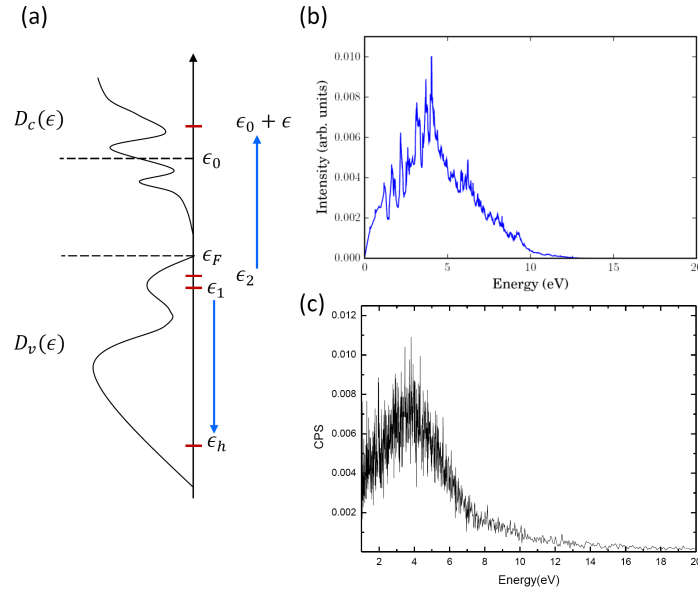 (a)
D_c(ϵ)
ϵ_0 + ϵ
ϵ_0
ϵ_F
ϵ_2
ϵ_1
D_v(ϵ)
ϵ_h
(b)
Intensity (arb. units)
0.010
0.008
0.006
0.004
0.002
0.000
0 5 10 15 20
Energy (eV)
(c)
CPS
0.012
0.010
0.008
0.006
0.004
0.002
2 4 6 8 10 12 14 16 18 20
Energy(eV)